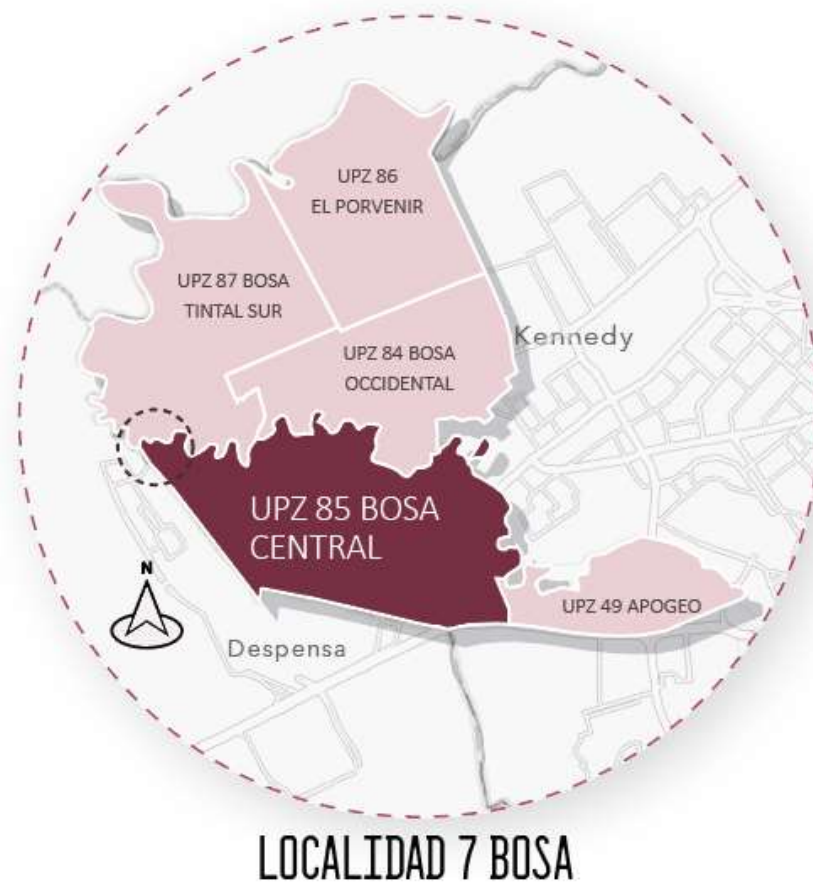 UPZ 86
EL PORVENIR
UPZ 87 BOSA
TINTAL SUR
Kennedy
UPZ 84 BOSA
OCCIDENTAL
UPZ 85 BOSA
CENTRAL
N
UPZ 49 APOGEO
Despensa
LOCALIDAD 7 BOSA